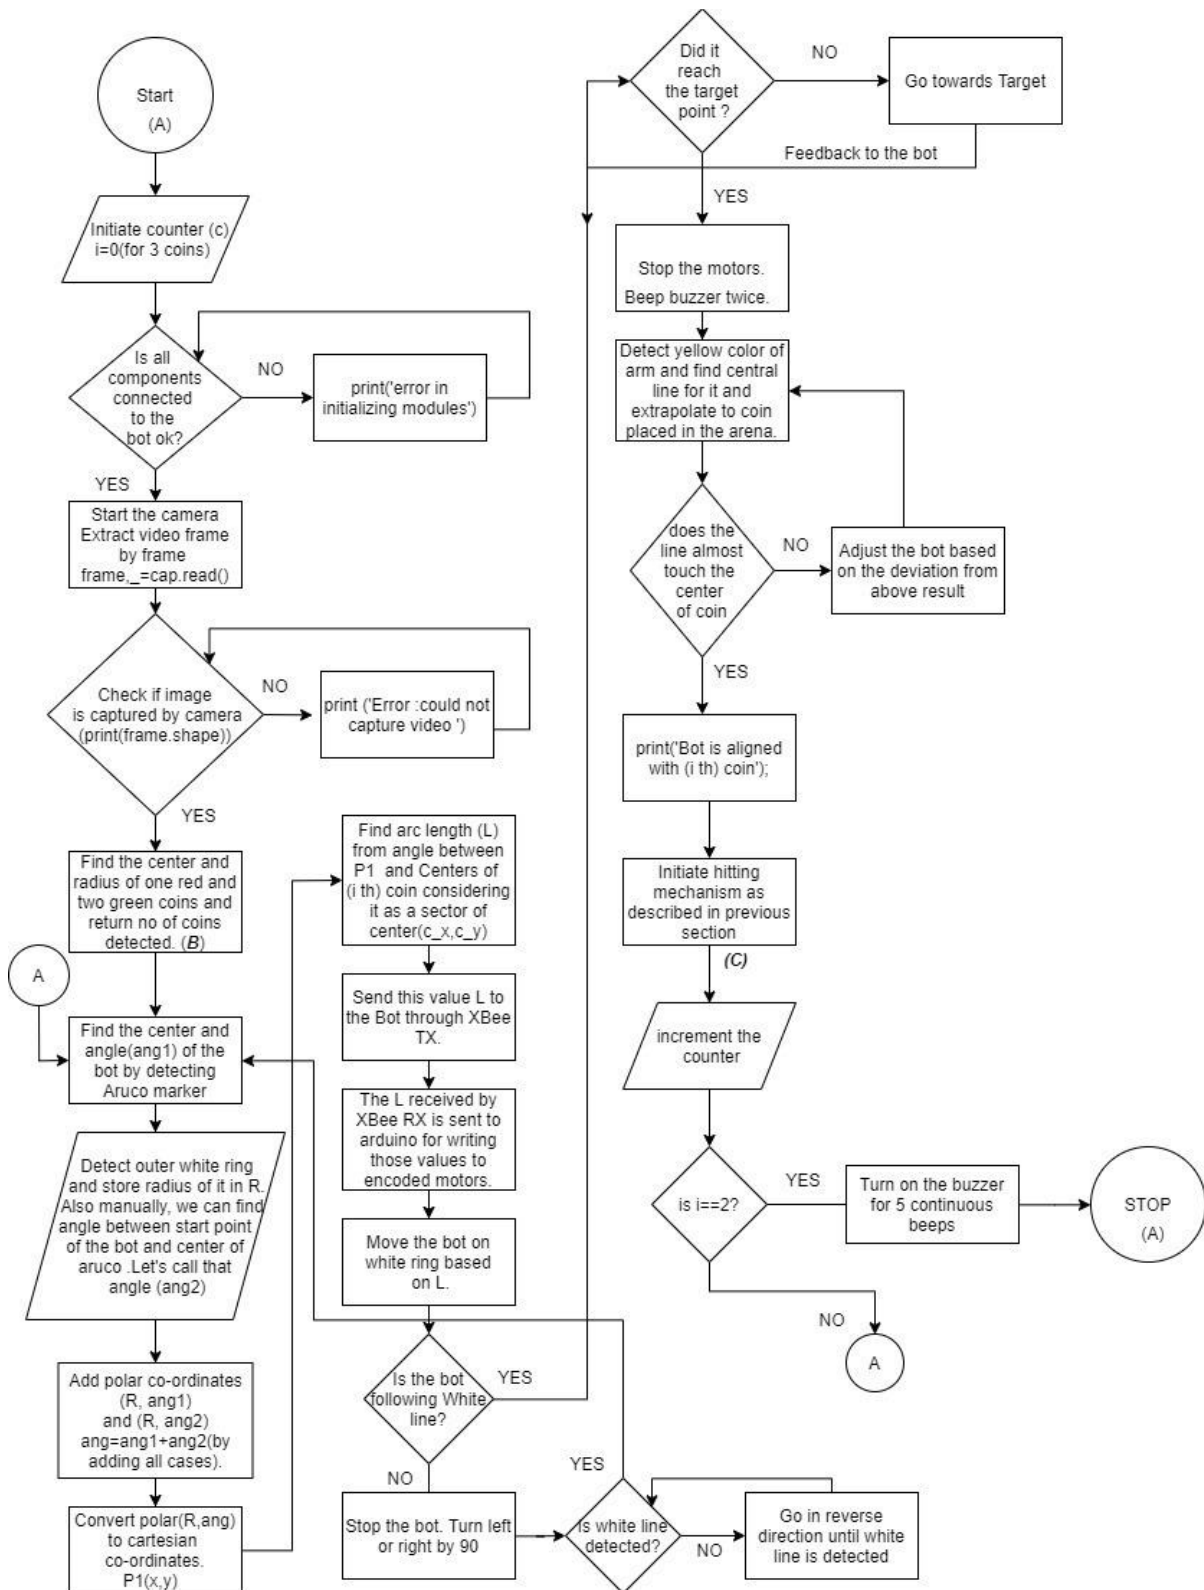 Start
(A)
Initiate counter (c)
i=0(for 3 coins)
Is all
components
connected
to the
bot ok?
NO
print('error in
initializing modules')
YES
Start the camera
Extract video frame
by frame
frame,_=cap.read()
Check if image
is captured by camera
(print(frame.shape))
NO
print ('Error :could not
capture video ')
YES
Find the center and
radius of one red and
two green coins and
return no of coins
detected. (B)
A
Find the center and
angle(ang1) of the
bot by detecting
Aruco marker
Detect outer white ring
and store radius of it in R.
Also manually, we can find
angle between start point
of the bot and center of
aruco .Let's call that
angle (ang2)
Add polar co-ordinates
(R, ang1)
and (R, ang2)
ang=ang1+ang2(by
adding all cases).
Convert polar(R,ang)
to cartesian
co-ordinates.
P1(x,y)
Find arc length (L)
from angle between
P1 and Centers of
(i th) coin considering
it as a sector of
center(c_x,c_y)
Send this value L to
the Bot through XBee
TX.
The L received by
XBee RX is sent to
arduino for writing
those values to
encoded motors.
Move the bot on
white ring based
on L.
Is the bot
following White
line?
YES
NO
Stop the bot. Turn left
or right by 90
YES
Is white line
detected?
NO
Go in reverse
direction until white
line is detected
Did it
reach
the target
point ?
NO
Go towards Target
Feedback to the bot
YES
Stop the motors.
Beep buzzer twice.
Detect yellow color of
arm and find central
line for it and
extrapolate to coin
placed in the arena.
does the
line almost
touch the
center
of coin
NO
Adjust the bot based
on the deviation from
above result
YES
print('Bot is aligned
with (i th) coin');
Initiate hitting
mechanism as
described in previous
section
(C)
increment the
counter
is i==2?
YES
Turn on the buzzer
for 5 continuous
beeps
STOP
(A)
NO
A